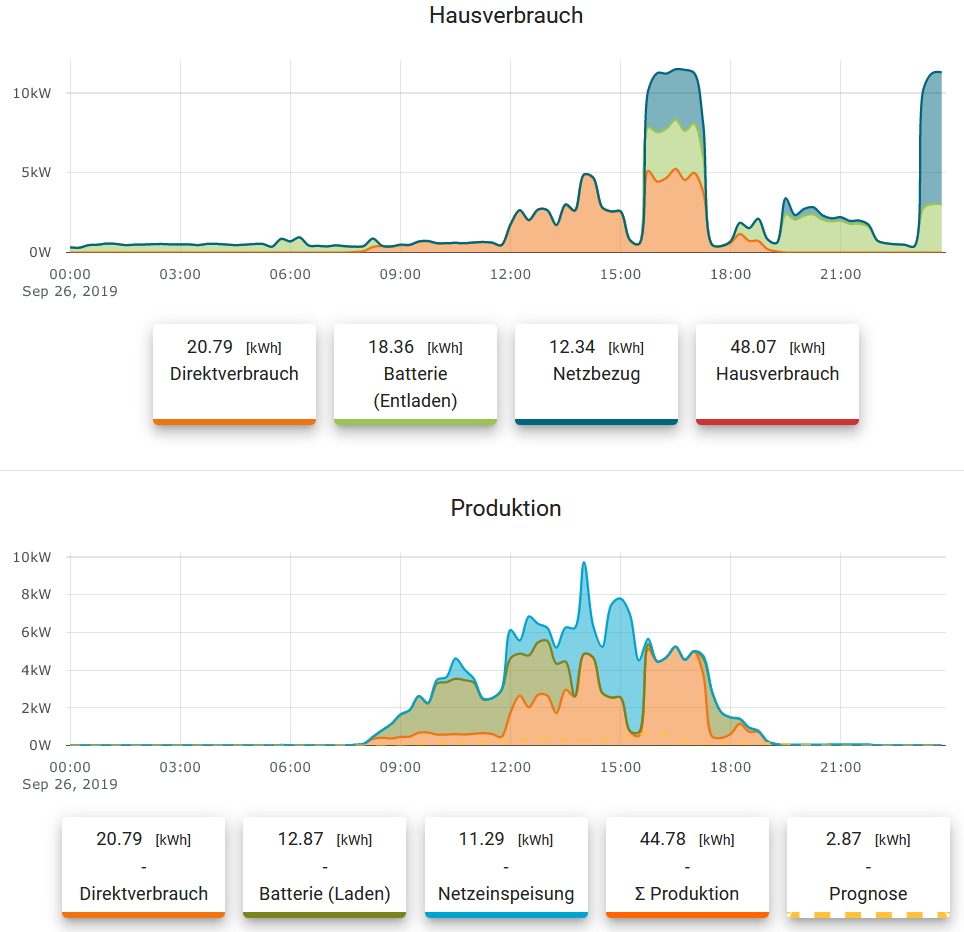 Hausverbrauch
10kW
5kW
0W
00:00 03:00 06:00 09:00 12:00 15:00 18:00 21:00
Sep 26, 2019
20.79 [kWh]
Direktverbrauch
18.36 [kWh]
Batterie
(Entladen)
12.34 [kWh]
Netzbezug
48.07 [kWh]
Hausverbrauch
Produktion
10kW
8kW
6kW
4kW
2kW
0W
00:00 03:00 06:00 09:00 12:00 15:00 18:00 21:00
Sep 26, 2019
20.79 [kWh]
-
Direktverbrauch
12.87 [kWh]
-
Batterie (Laden)
11.29 [kWh]
-
Netzeinspeisung
44.78 [kWh]
-
Σ Produktion
2.87 [kWh]
-
Prognose